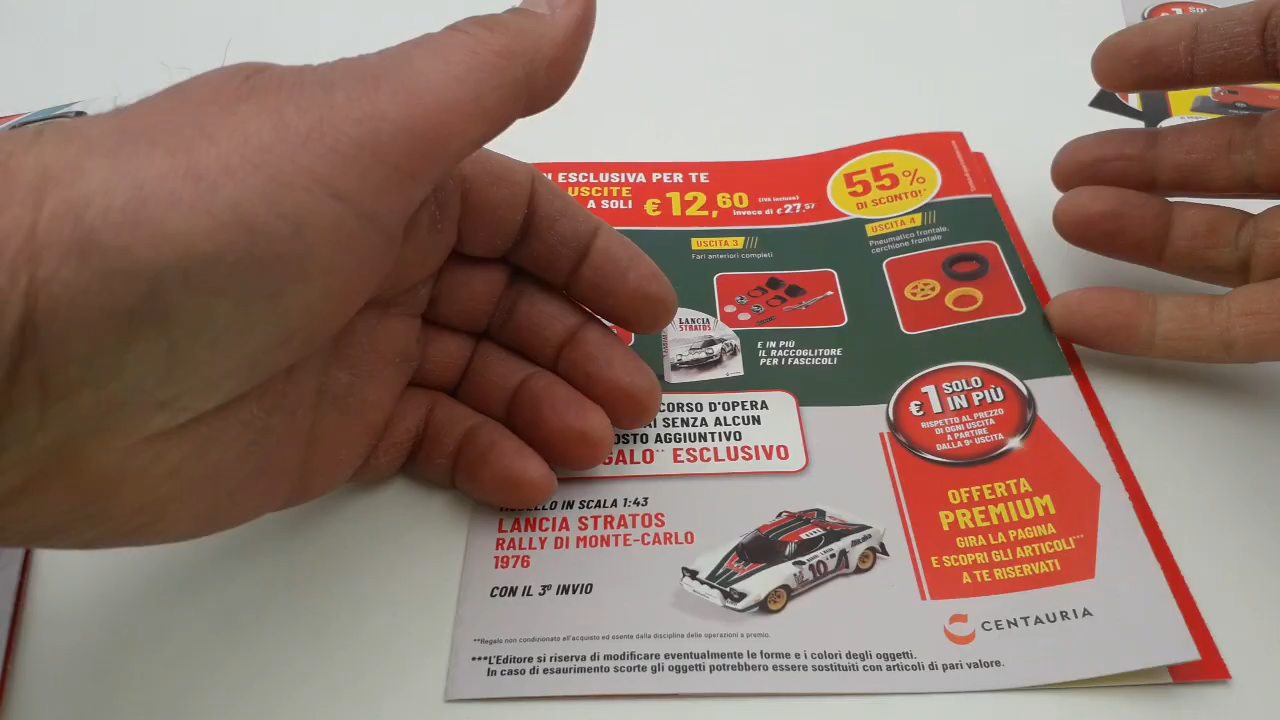 ESCLUSIVA PER TE
USCITE
A SOLI €12,60 (IVA inclusa)
invece di €27,97
55%
DI SCONTO!*
USCITA 3
Fari anteriori completi
USCITA 4
Pneumatico frontale,
cerchione frontale
LANCIA
STRATOS
E IN PIÙ
IL RACCOGLITORE
PER I FASCICOLI
CORSO D'OPERA
SENZA ALCUN
AGGIUNTIVO
ESCLUSIVO
€1 SOLO
IN PIÙ
RISPETTO AL PREZZO
DI OGNI USCITA
A PARTIRE
DALLA 9ª USCITA
OFFERTA
PREMIUM
GIRA LA PAGINA
E SCOPRI GLI ARTICOLI***
A TE RISERVATI
IN SCALA 1:43
LANCIA STRATOS
RALLY DI MONTE-CARLO
1976
CON IL 3º INVIO
10
Alitalia
CENTAURIA
**Regalo non condizionato all'acquisto ed esente dalla disciplina delle operazioni a premio.
***L'Editore si riserva di modificare eventualmente le forme e i colori degli oggetti.
In caso di esaurimento scorte gli oggetti potrebbero essere sostituiti con articoli di pari valore.